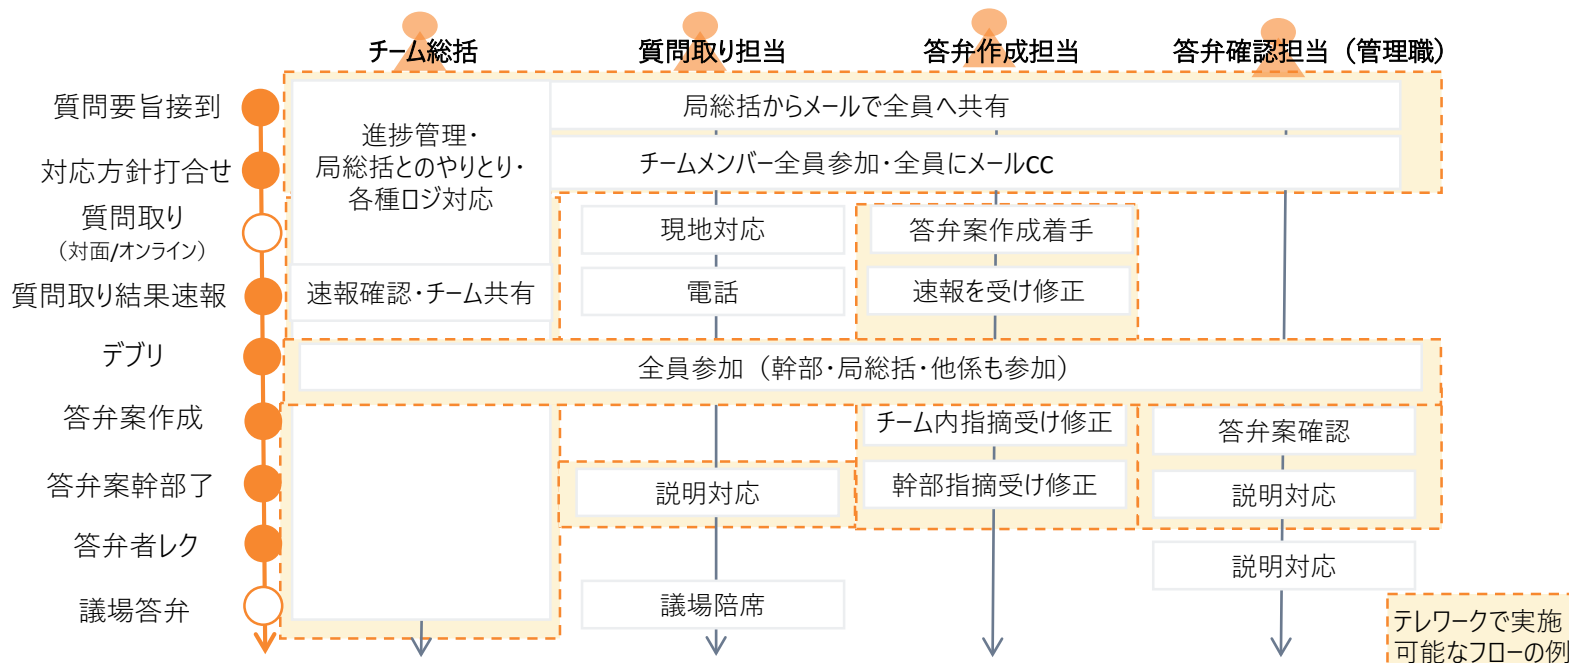 チーム総括
質問取り担当
答弁作成担当
答弁確認担当（管理職）
質問要旨接到
対応方針打合せ
質問取り
（対面/オンライン）
質問取り結果速報
デブリ
答弁案作成
答弁案幹部了
答弁者レク
議場答弁
進捗管理・
局総括とのやりとり・
各種ロジ対応
局総括からメールで全員へ共有
チームメンバー全員参加・全員にメールCC
現地対応
答弁案作成着手
速報確認・チーム共有
電話
速報を受け修正
全員参加（幹部・局総括・他係も参加）
チーム内指摘受け修正
答弁案確認
説明対応
幹部指摘受け修正
説明対応
説明対応
議場陪席
テレワークで実施
可能なフローの例